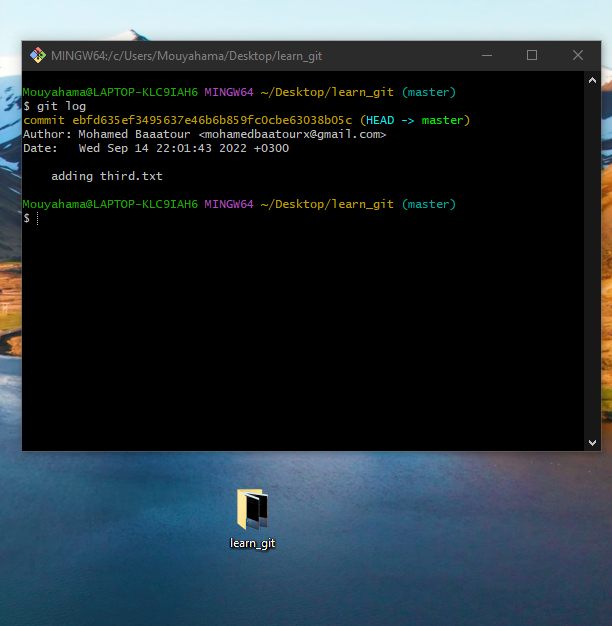 MINGW64:/c/Users/Mouyahama/Desktop/learn_git
Mouyahama@LAPTOP-KLC9IAH6 MINGW64 ~/Desktop/learn_git (master)
$ git log
commit ebfd635ef3495637e46b6b859fc0cbe63038b05c (HEAD -> master)
Author: Mohamed Baaatour <mohamedbaatourx@gmail.com>
Date:   Wed Sep 14 22:01:43 2022 +0300
    adding third.txt
Mouyahama@LAPTOP-KLC9IAH6 MINGW64 ~/Desktop/learn_git (master)
$
learn_git